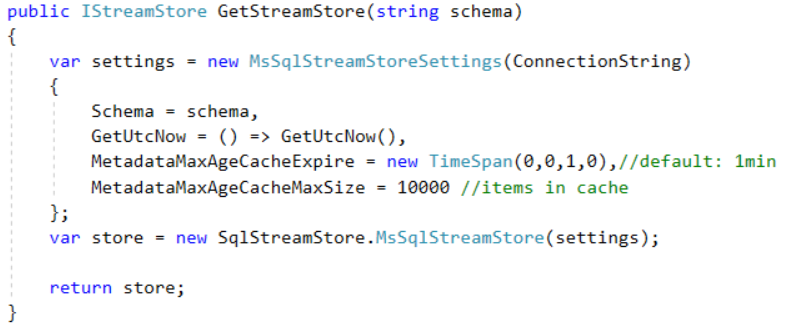 public IStreamStore GetStreamStore(string schema)
{
    var settings = new MsSqlStreamStoreSettings(ConnectionString)
    {
        Schema = schema,
        GetUtcNow = () => GetUtcNow(),
        MetadataMaxAgeCacheExpire = new TimeSpan(0,0,1,0),//default: 1min
        MetadataMaxAgeCacheMaxSize = 10000 //items in cache
    };
    var store = new SqlStreamStore.MsSqlStreamStore(settings);

    return store;
}